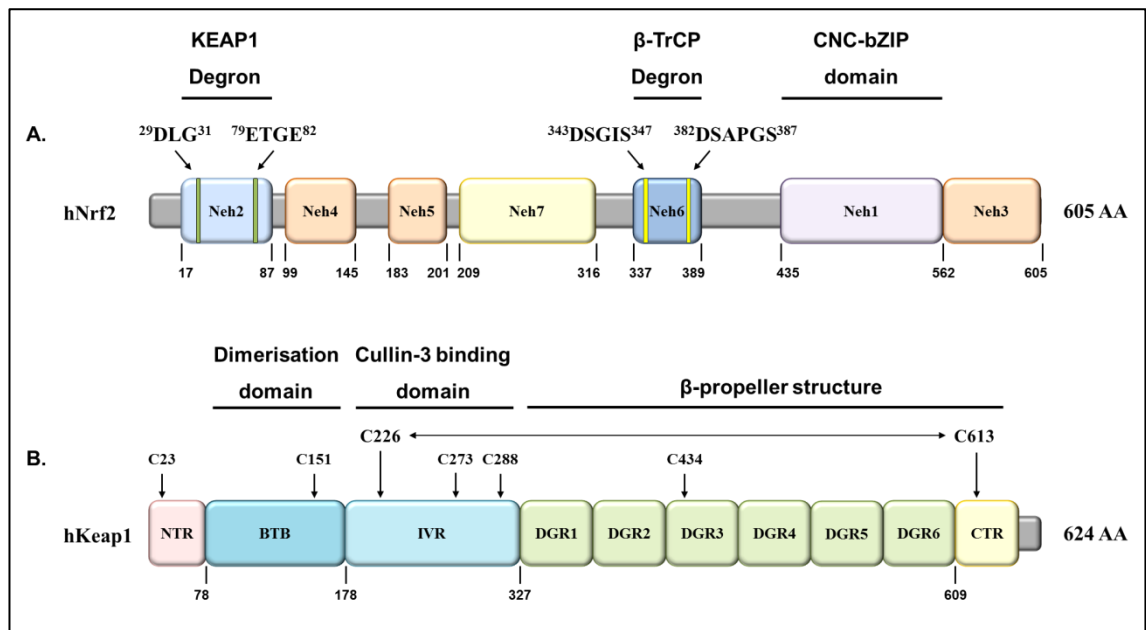 KEAP1 β-TrCP CNC-bZIP
Degron Degron domain
A. ²⁹DLG³¹ ⁷⁹ETGE⁸² ³⁴³DSGIS³⁴⁷ ³⁸²DSAPGS³⁸⁷
hNrf2 Neh2 Neh4 Neh5 Neh7 Neh6 Neh1 Neh3 605 AA
17 87 99 145 183 201 209 316 337 389 435 562 605
Dimerisation Cullin-3 binding
domain domain β-propeller structure
C226 C613
B. C23 C151 C273 C288 C434
hKeap1 NTR BTB IVR DGR1 DGR2 DGR3 DGR4 DGR5 DGR6 CTR 624 AA
78 178 327 609